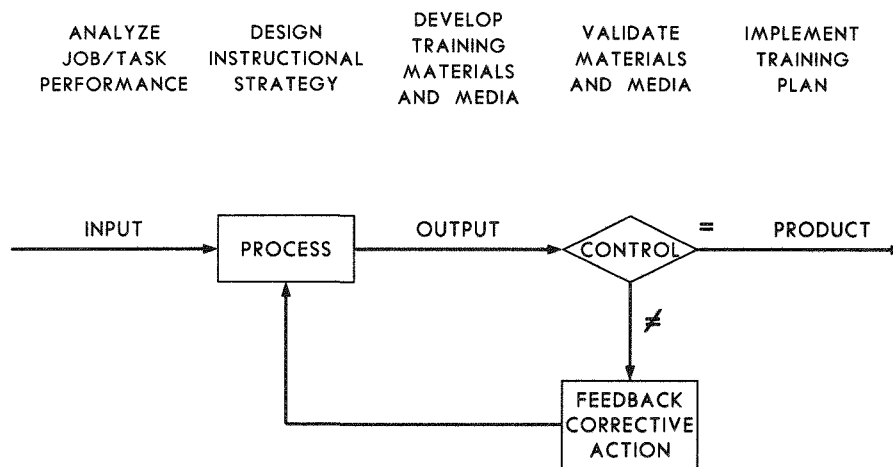 ANALYZE
JOB/TASK
PERFORMANCE
DESIGN
INSTRUCTIONAL
STRATEGY
DEVELOP
TRAINING
MATERIALS
AND MEDIA
VALIDATE
MATERIALS
AND MEDIA
IMPLEMENT
TRAINING
PLAN
INPUT
PROCESS
OUTPUT
CONTROL
=
PRODUCT
≠
FEEDBACK
CORRECTIVE
ACTION